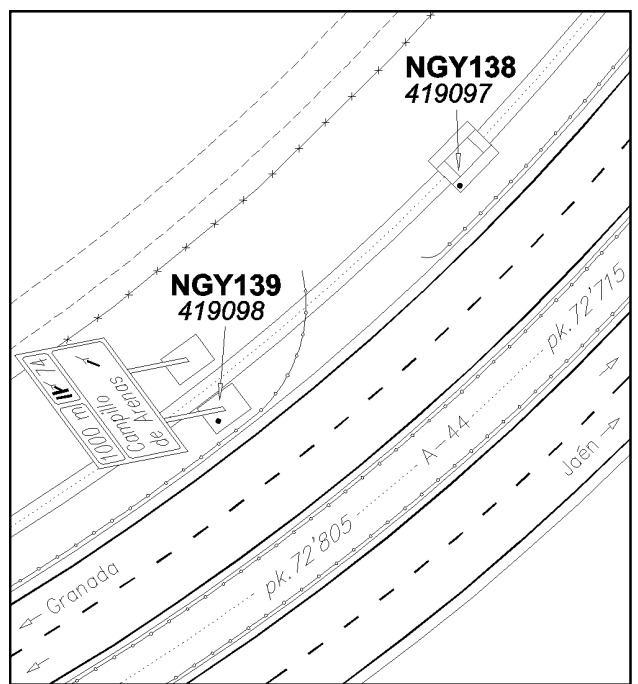 NGY138
419097
NGY139
419098
74
1000 m
Campillo
de Arenas
pk.72'715
A-44
Jaén
pk.72'805
Granada